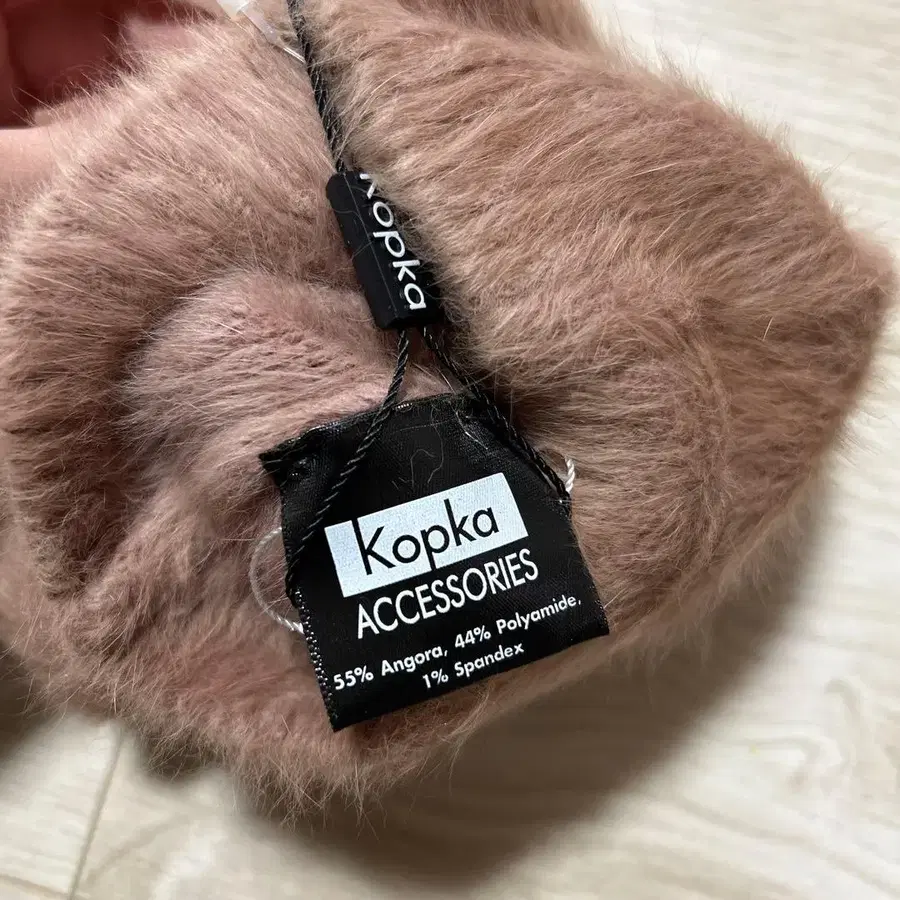 Kopka
Kopka
ACCESSORIES
55% Angora, 44% Polyamide,
1% Spandex